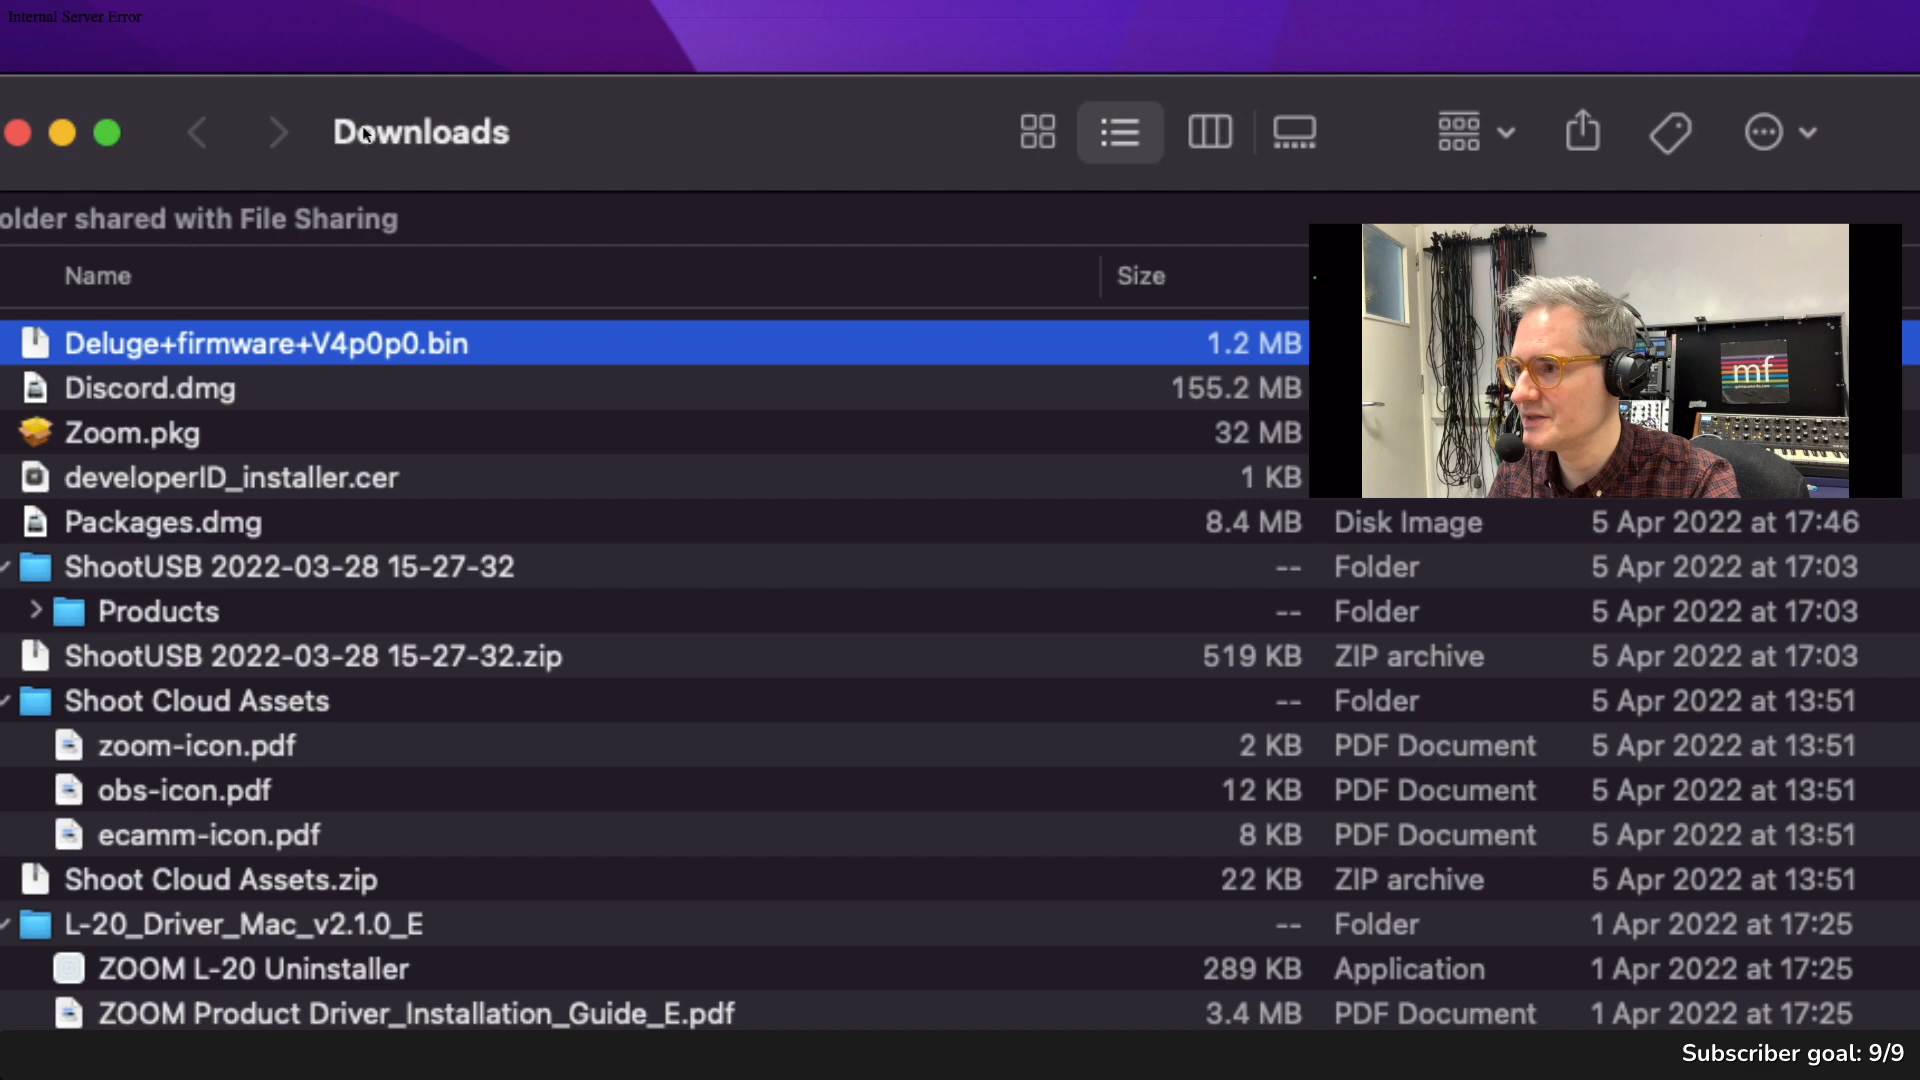 Internal Server Error
Downloads
older shared with File Sharing
Name Size
Deluge+firmware+V4p0p0.bin 1.2 MB
Discord.dmg 155.2 MB
Zoom.pkg 32 MB
developerID_installer.cer 1 KB
Packages.dmg 8.4 MB Disk Image 5 Apr 2022 at 17:46
ShootUSB 2022-03-28 15-27-32 -- Folder 5 Apr 2022 at 17:03
Products -- Folder 5 Apr 2022 at 17:03
ShootUSB 2022-03-28 15-27-32.zip 519 KB ZIP archive 5 Apr 2022 at 17:03
Shoot Cloud Assets -- Folder 5 Apr 2022 at 13:51
zoom-icon.pdf 2 KB PDF Document 5 Apr 2022 at 13:51
obs-icon.pdf 12 KB PDF Document 5 Apr 2022 at 13:51
ecamm-icon.pdf 8 KB PDF Document 5 Apr 2022 at 13:51
Shoot Cloud Assets.zip 22 KB ZIP archive 5 Apr 2022 at 13:51
L-20_Driver_Mac_v2.1.0_E -- Folder 1 Apr 2022 at 17:25
ZOOM L-20 Uninstaller 289 KB Application 1 Apr 2022 at 17:25
ZOOM Product Driver_Installation_Guide_E.pdf 3.4 MB PDF Document 1 Apr 2022 at 17:25
mf
Subscriber goal: 9/9